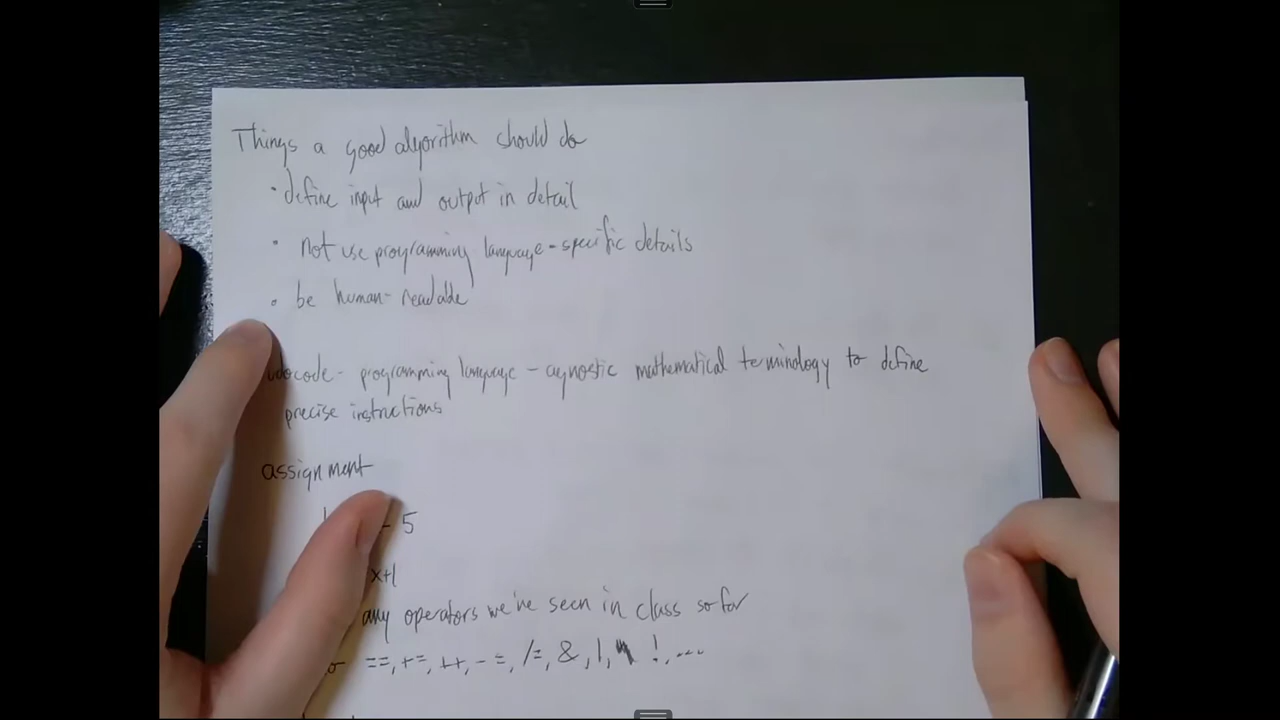 Things a good algorithm should do
• define input and output in detail
• not use programming language-specific details
• be human-readable
udocode - programming language-agnostic mathematical terminology to define
precise instructions
assignment
- 5
x+1
any operators we've seen in class so far
==, +=, ++, -=, /=, &, |, !, ...